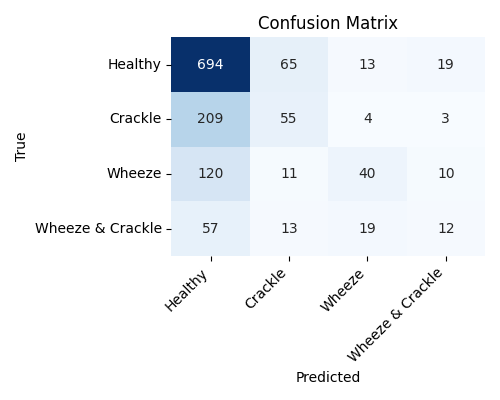 Confusion Matrix
True
Healthy 694 65 13 19
Crackle 209 55 4 3
Wheeze 120 11 40 10
Wheeze & Crackle 57 13 19 12
Healthy Crackle Wheeze Wheeze & Crackle
Predicted